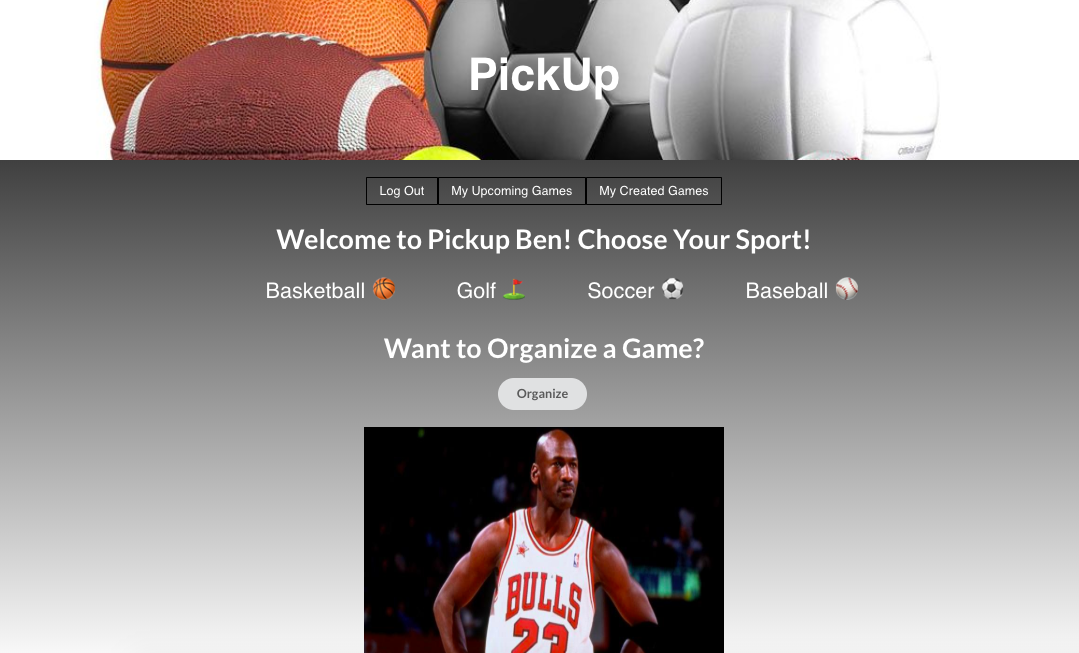 PickUp
Log Out My Upcoming Games My Created Games
Welcome to Pickup Ben! Choose Your Sport!
Basketball 🏀 Golf ⛳ Soccer ⚽ Baseball ⚾
Want to Organize a Game?
Organize
BULLS
23